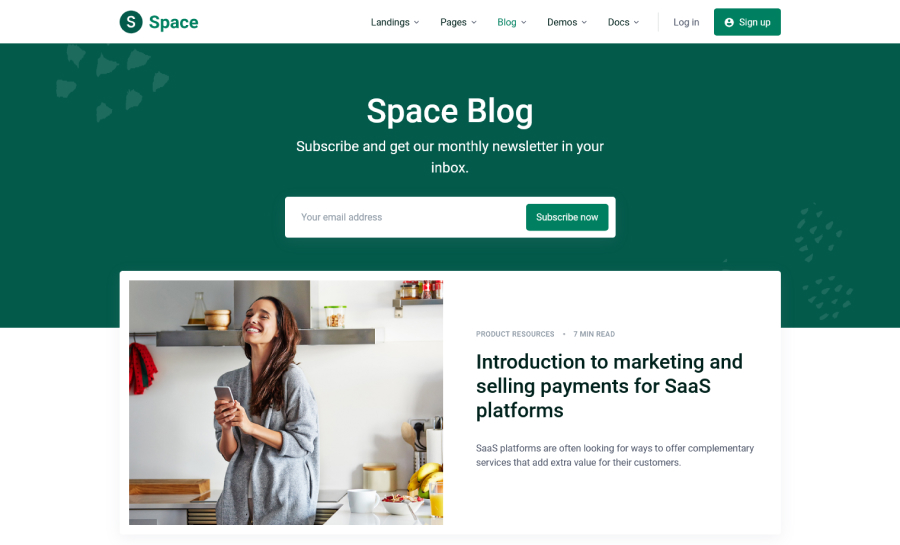 S Space
Landings Pages Blog Demos Docs Log in Sign up
Space Blog
Subscribe and get our monthly newsletter in your
inbox.
Your email address Subscribe now
PRODUCT RESOURCES • 7 MIN READ
Introduction to marketing and
selling payments for SaaS
platforms
SaaS platforms are often looking for ways to offer complementary
services that add extra value for their customers.